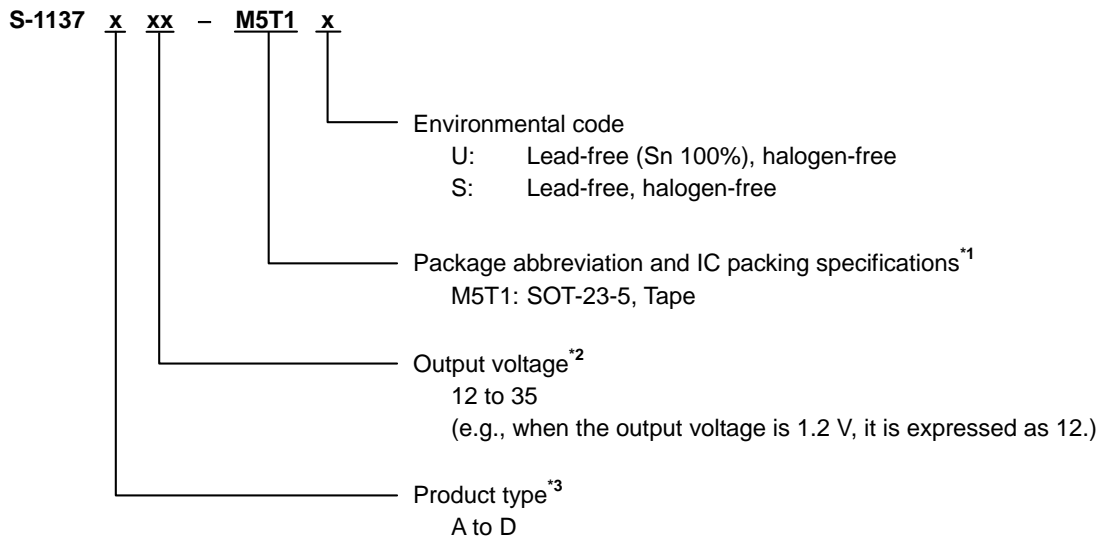 S-1137 x xx – M5T1 x
Environmental code
U: Lead-free (Sn 100%), halogen-free
S: Lead-free, halogen-free
Package abbreviation and IC packing specifications*1
M5T1: SOT-23-5, Tape
Output voltage*2
12 to 35
(e.g., when the output voltage is 1.2 V, it is expressed as 12.)
Product type*3
A to D